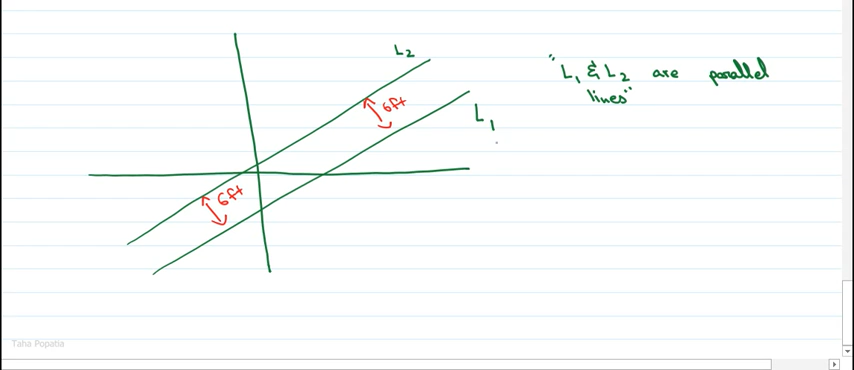 L2
"L1 & L2 are parallel
lines"
6ft
L1
6ft
Taha Popatia